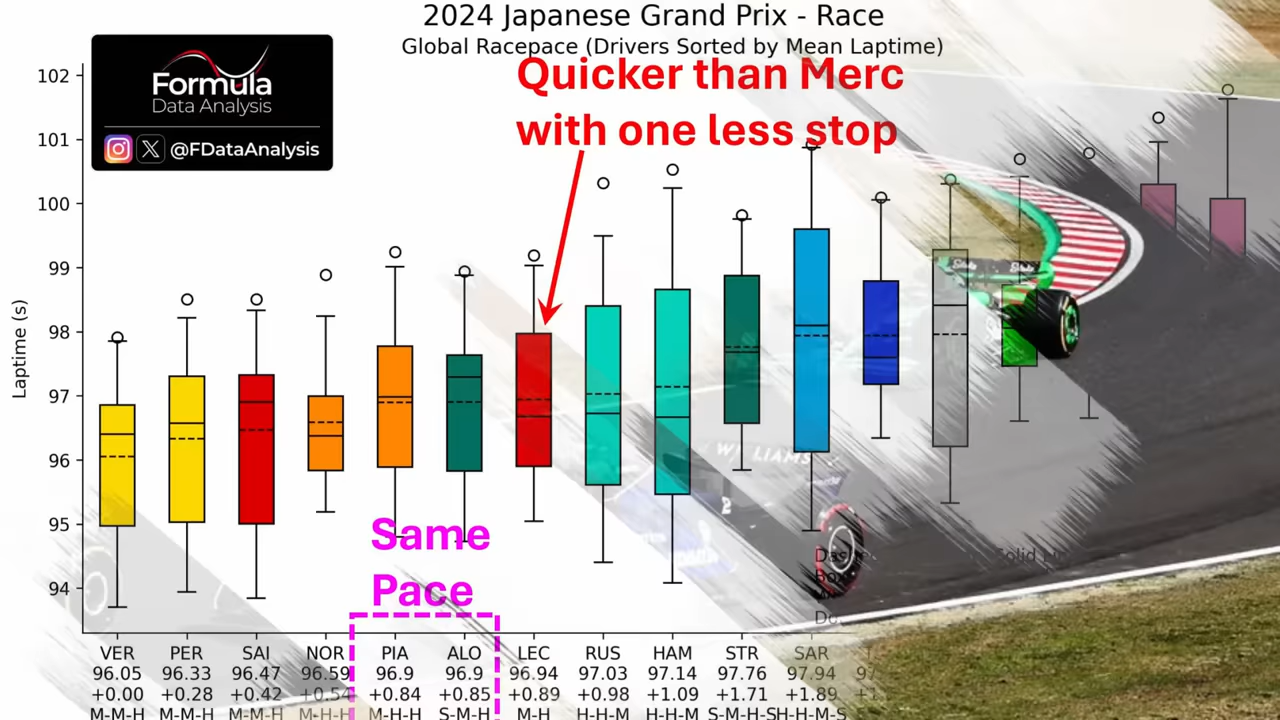 2024 Japanese Grand Prix - Race
Global Racepace (Drivers Sorted by Mean Laptime)
Formula
Data Analysis
@FDataAnalysis
Quicker than Merc
with one less stop
Laptime (s)
102
101
100
99
98
97
96
95
94
WILLIAMS
Same
Pace
Solid
VER PER SAI NOR PIA ALO LEC RUS HAM STR SAR
96.05 96.33 96.47 96.59 96.9 96.9 96.94 97.03 97.14 97.76 97.94 97
+0.00 +0.28 +0.42 +0.54 +0.84 +0.85 +0.89 +0.98 +1.09 +1.71 +1.89
M-M-H M-M-H M-M-H M-H-H M-H-H S-M-H M-H H-H-M H-H-M S-M-H-S H-H-M-S